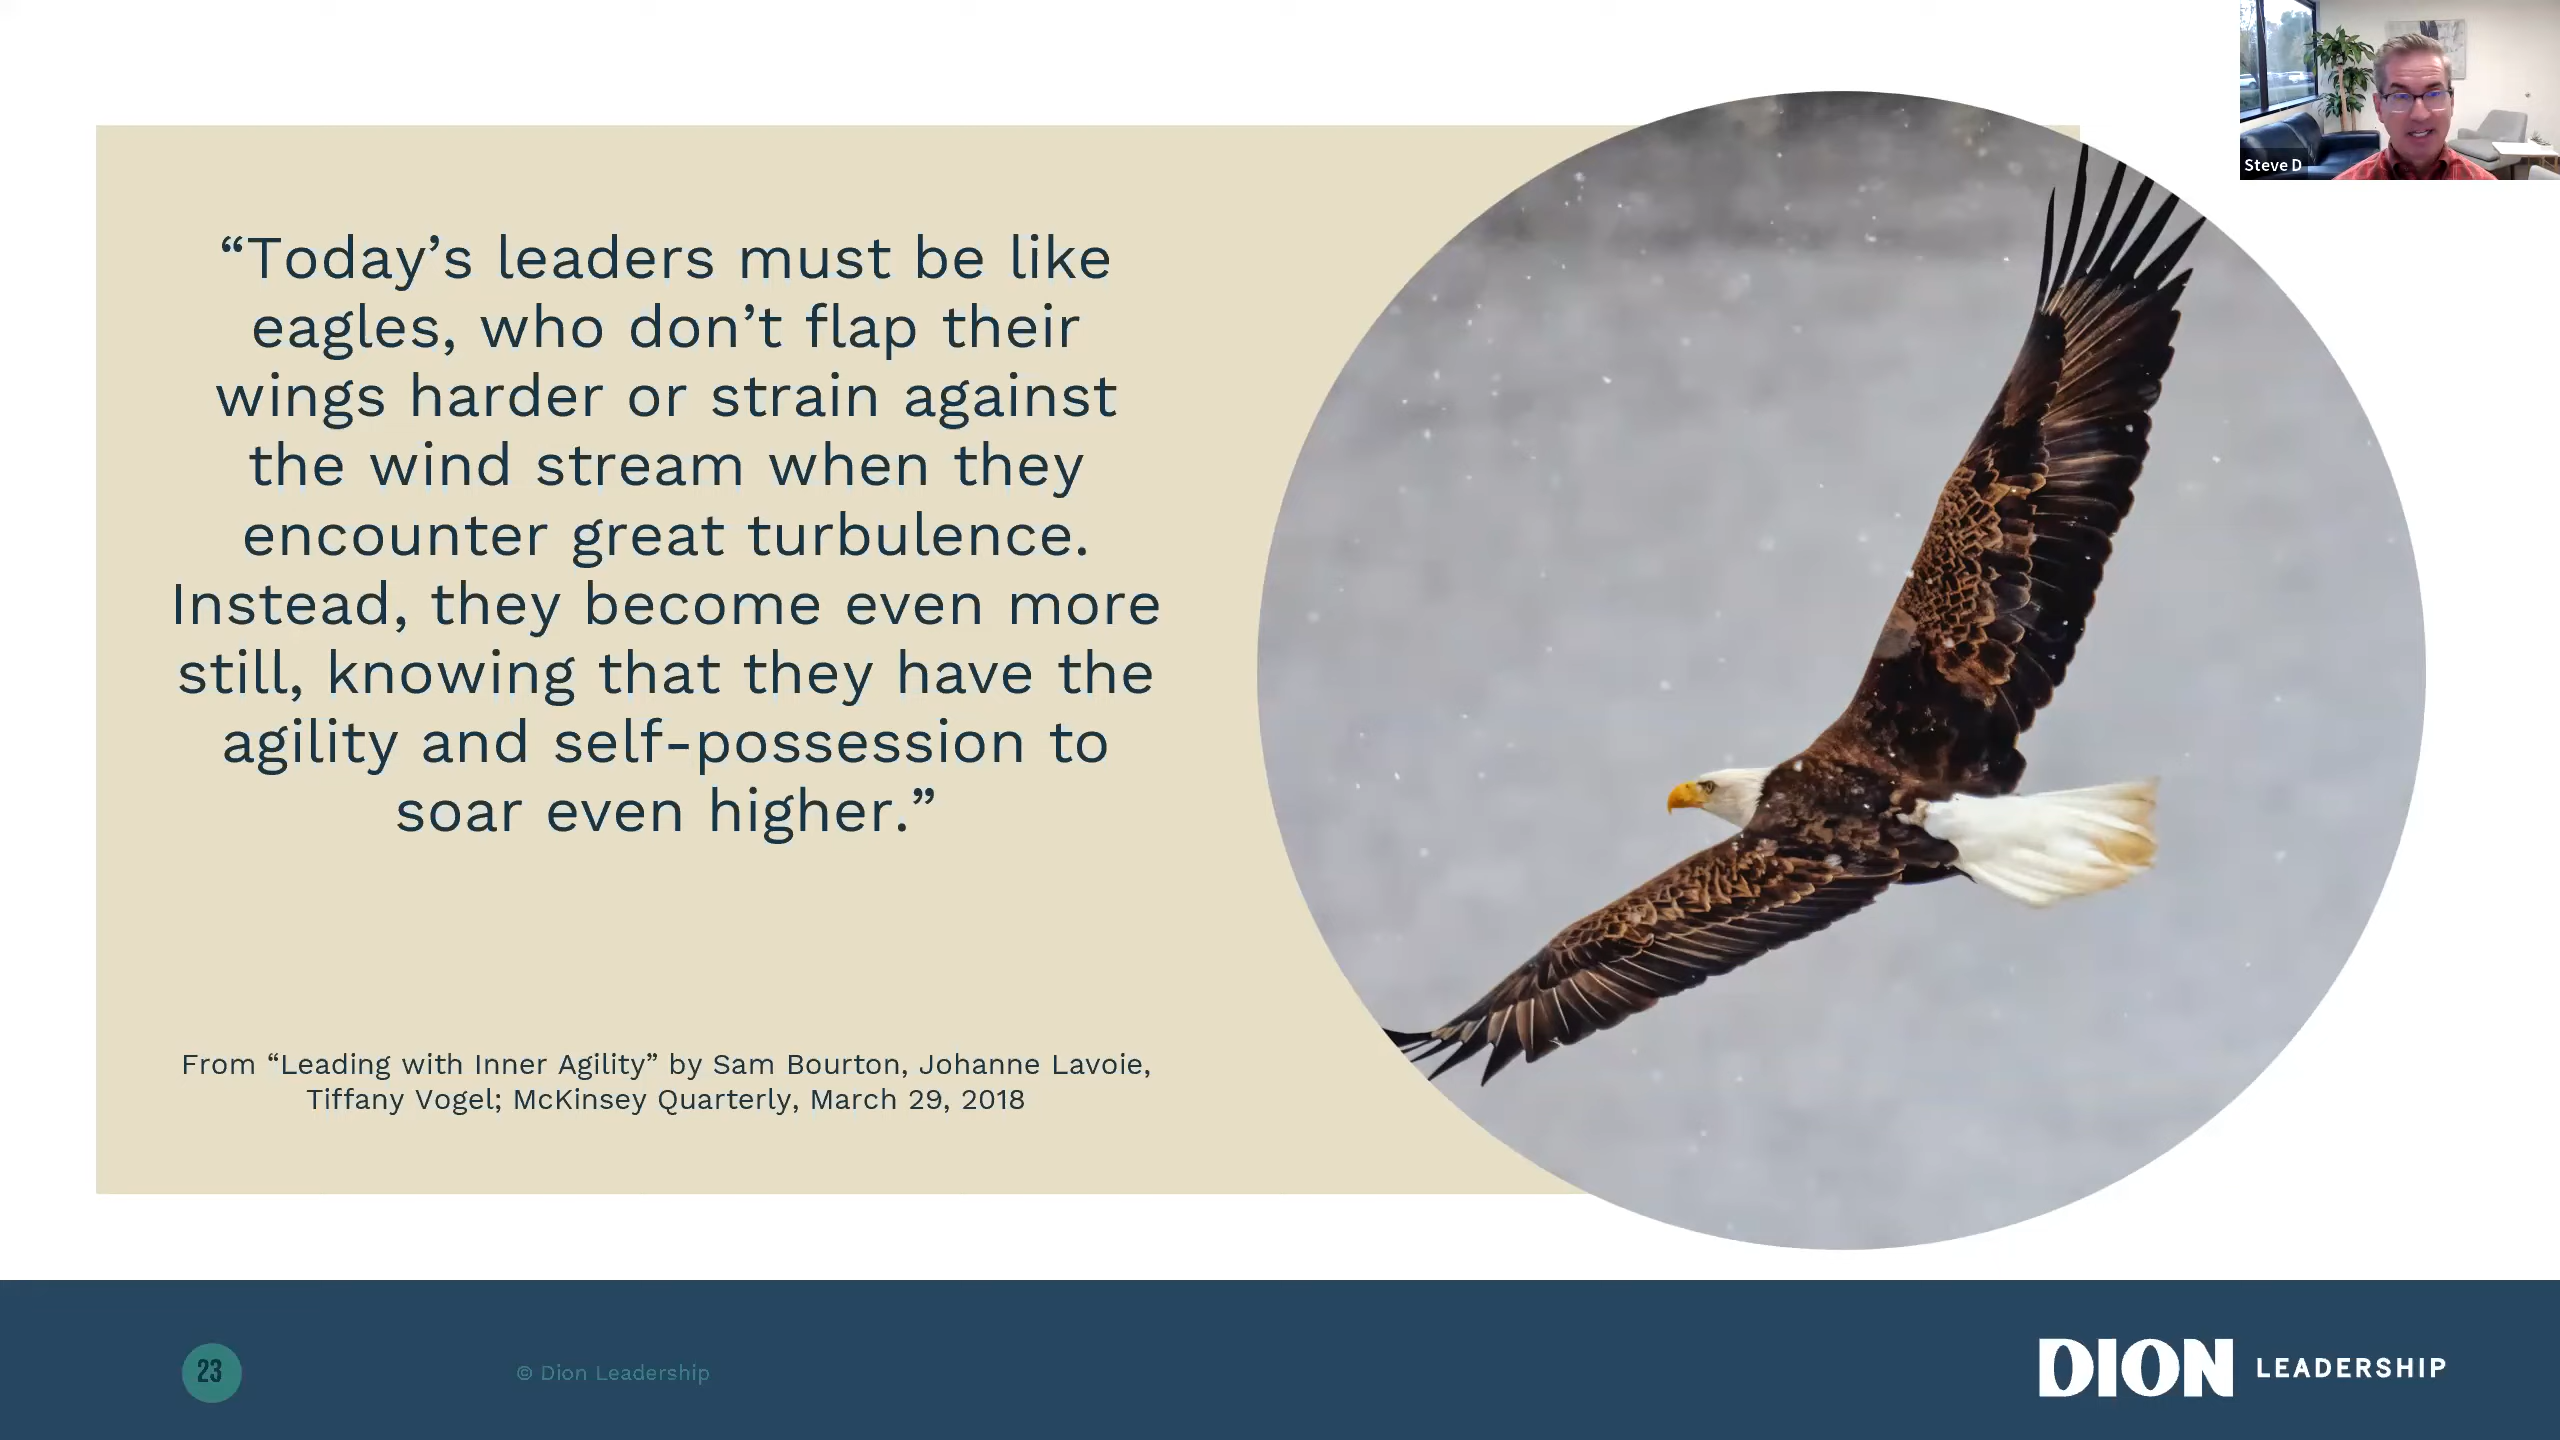 “Today’s leaders must be like
eagles, who don’t flap their
wings harder or strain against
the wind stream when they
encounter great turbulence.
Instead, they become even more
still, knowing that they have the
agility and self-possession to
soar even higher.”
From “Leading with Inner Agility” by Sam Bourton, Johanne Lavoie,
Tiffany Vogel; McKinsey Quarterly, March 29, 2018
Steve D
23
© Dion Leadership
DION LEADERSHIP